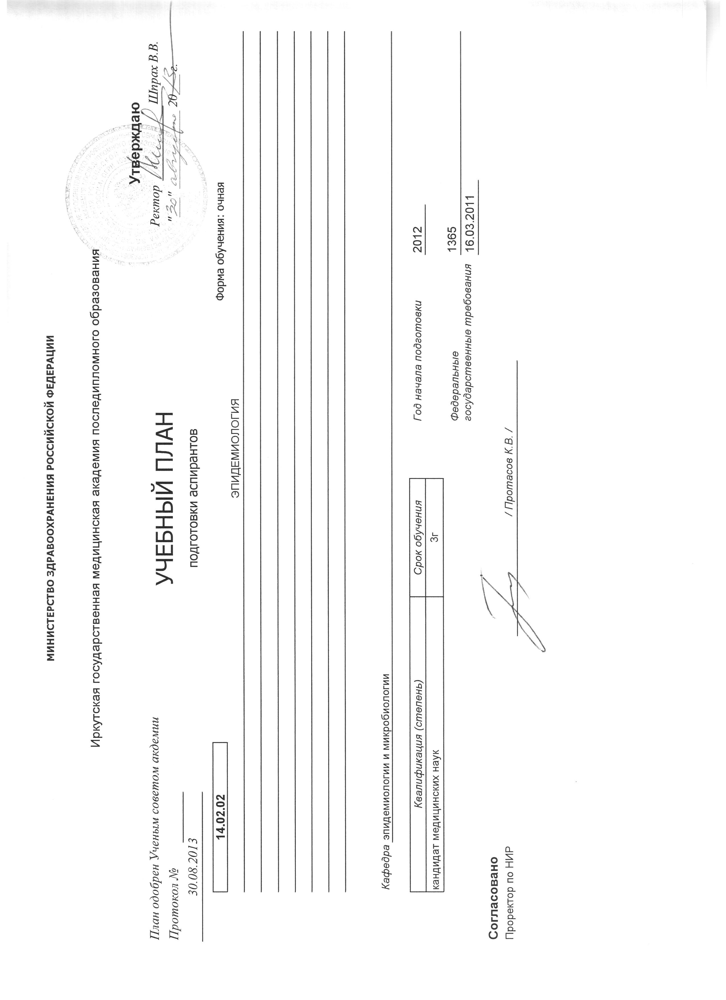 МИНИСТЕРСТВО ЗДРАВООХРАНЕНИЯ РОССИЙСКОЙ ФЕДЕРАЦИИ
Иркутская государственная медицинская академия последипломного образования
Утверждаю
План одобрен Ученым советом акдемии
Ректор Шпрах В.В.
Протокол №
"30" августа 2013г.
30.08.2013
УЧЕБНЫЙ ПЛАН
подготовки аспирантов
14.02.02
Форма обучения: очная
ЭПИДЕМИОЛОГИЯ
Кафедра эпидемиологии и микробиологии
Квалификация (степень) Срок обучения
кандидат медицинских наук 3г
Год начала подготовки 2012
Федеральные 1365
государственные требования 16.03.2011
Согласовано
Проректор по НИР / Протасов К.В. /